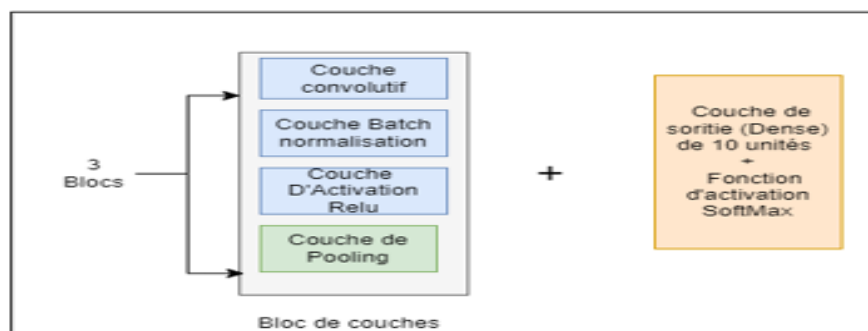 3
Blocs
Couche
convolutif
Couche Batch
normalisation
Couche
D'Activation
Relu
Couche de
Pooling
Bloc de couches
+
Couche de
soritie (Dense)
de 10 unités
+
Fonction
d'activation
SoftMax